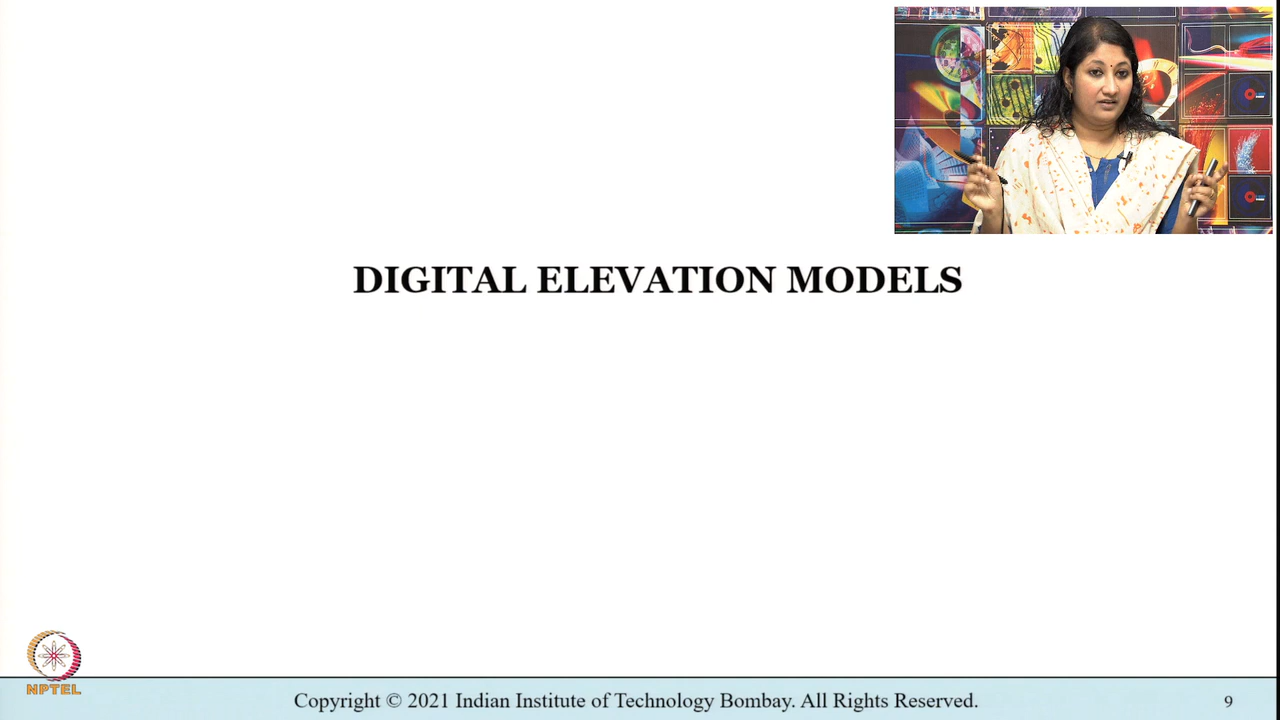 DIGITAL ELEVATION MODELS
NPTEL
Copyright © 2021 Indian Institute of Technology Bombay. All Rights Reserved.
9